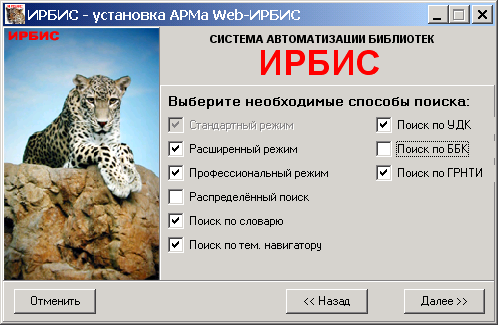 ИРБИС - установка АРМа Web-ИРБИС
ИРБИС
СИСТЕМА АВТОМАТИЗАЦИИ БИБЛИОТЕК
ИРБИС
Выберите необходимые способы поиска:
Стандартный режим
Расширенный режим
Профессиональный режим
Распределённый поиск
Поиск по словарю
Поиск по тем. навигатору
Поиск по УДК
Поиск по ББК
Поиск по ГРНТИ
Отменить
<< Назад
Далее >>